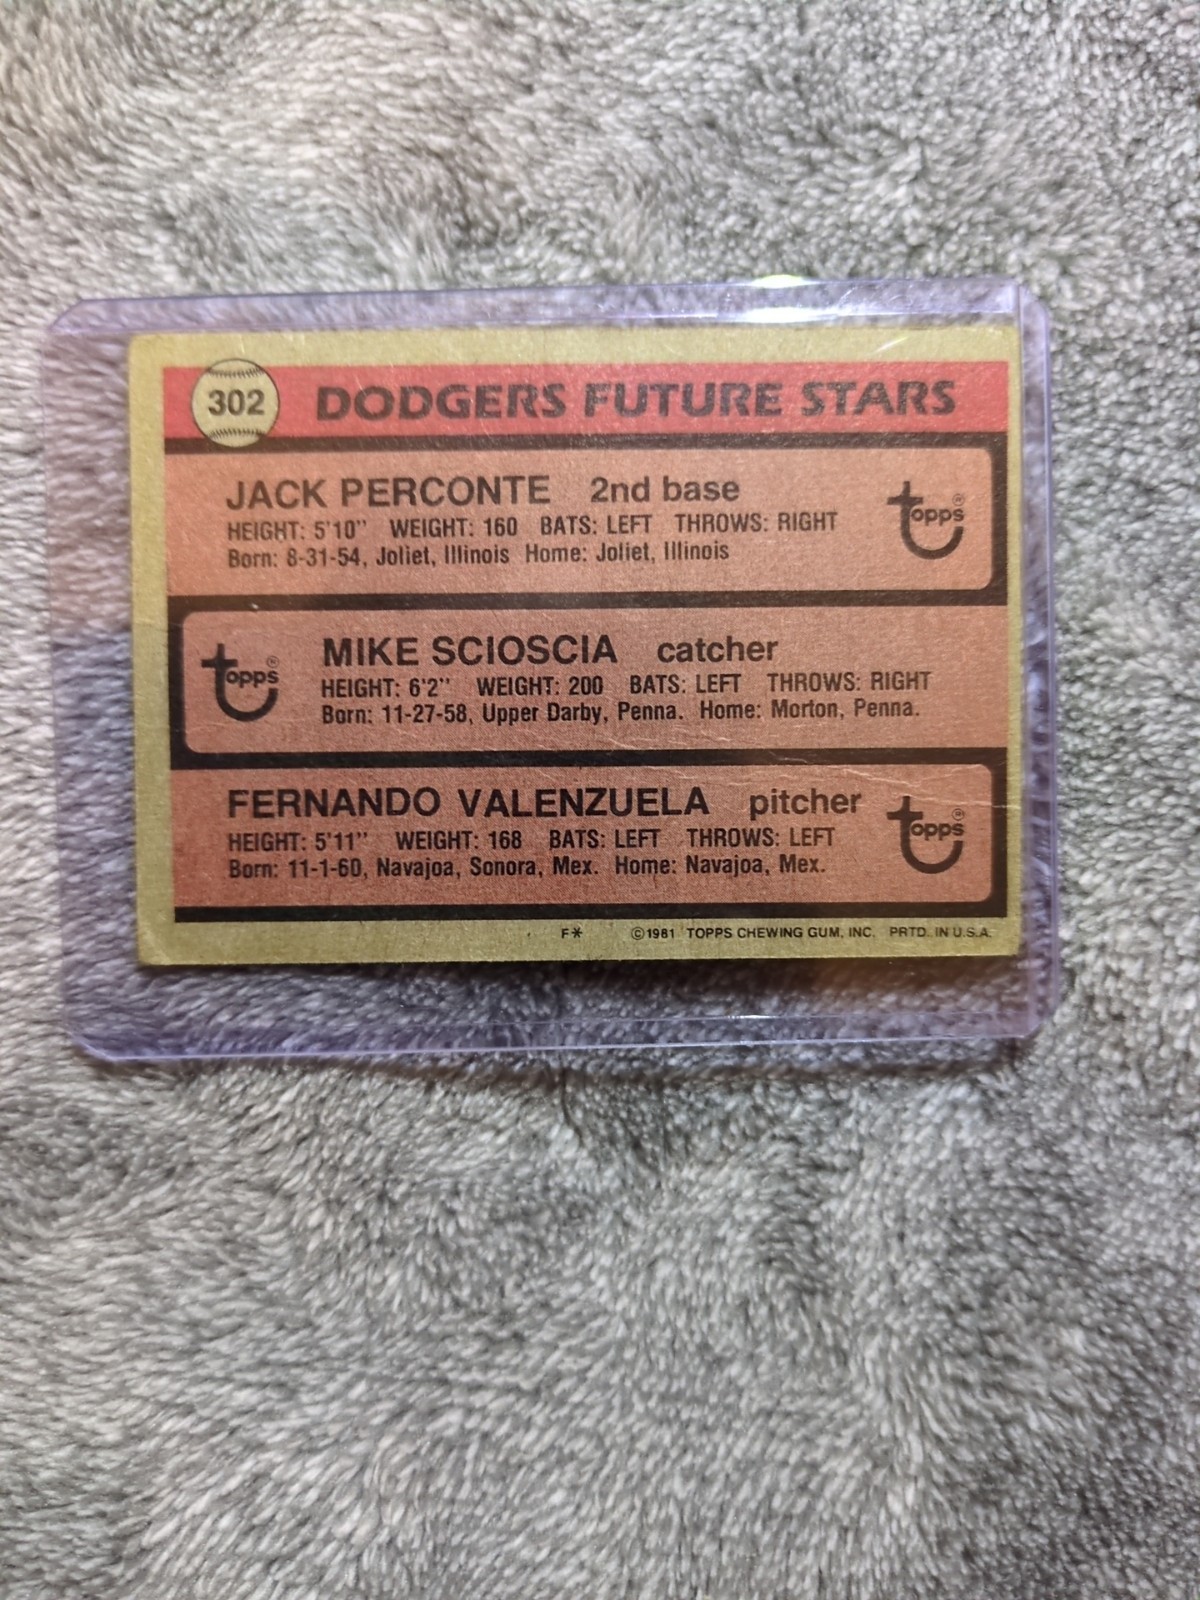 302 DODGERS FUTURE STARS
JACK PERCONTE 2nd base
HEIGHT: 5'10" WEIGHT: 160 BATS: LEFT THROWS: RIGHT
Born: 8-31-54, Joliet, Illinois Home: Joliet, Illinois
topps®
MIKE SCIOSCIA catcher
HEIGHT: 6'2" WEIGHT: 200 BATS: LEFT THROWS: RIGHT
Born: 11-27-58, Upper Darby, Penna. Home: Morton, Penna.
topps®
FERNANDO VALENZUELA pitcher
HEIGHT: 5'11" WEIGHT: 168 BATS: LEFT THROWS: LEFT
Born: 11-1-60, Navajoa, Sonora, Mex. Home: Navajoa, Mex.
topps®
F* ©1981 TOPPS CHEWING GUM, INC. PRTD. IN U.S.A.